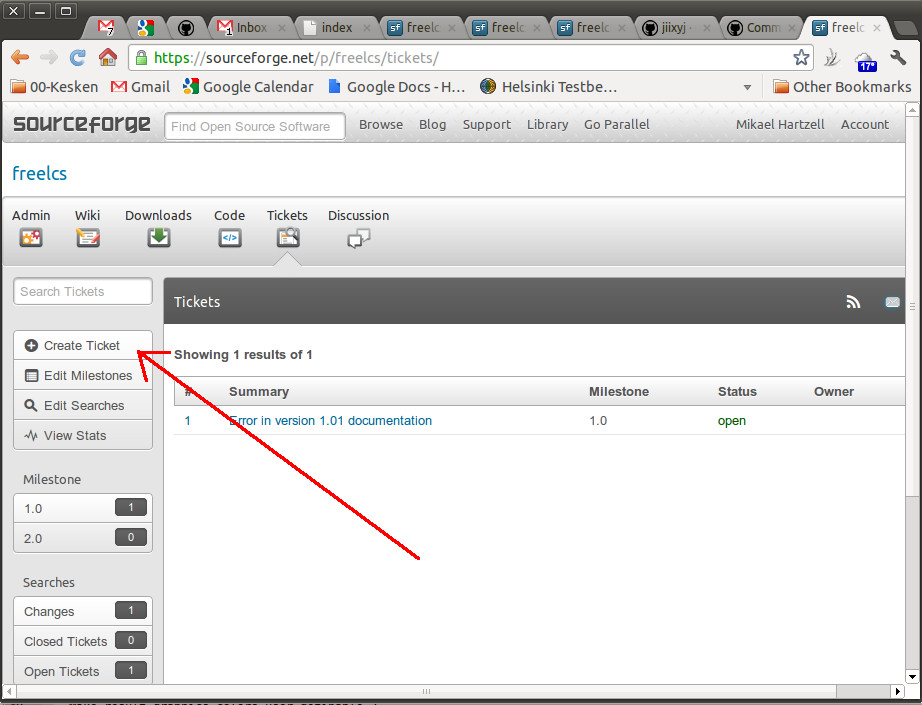 7 1 Inbox index freelc freelc freelc jiixyj Comm freelc
https://sourceforge.net/p/freelcs/tickets/ 17°
00-Kesken Gmail Google Calendar Google Docs - H... Helsinki Testbe... Other Bookmarks
sourceforge Find Open Source Software Browse Blog Support Library Go Parallel Mikael Hartzell Account
freelcs
Admin Wiki Downloads Code Tickets Discussion
Search Tickets
Tickets
Create Ticket
Showing 1 results of 1
Edit Milestones
# Summary Milestone Status Owner
Edit Searches
1 Error in version 1.01 documentation 1.0 open
View Stats
Milestone
1.0 1
2.0 0
Searches
Changes 1
Closed Tickets 0
Open Tickets 1